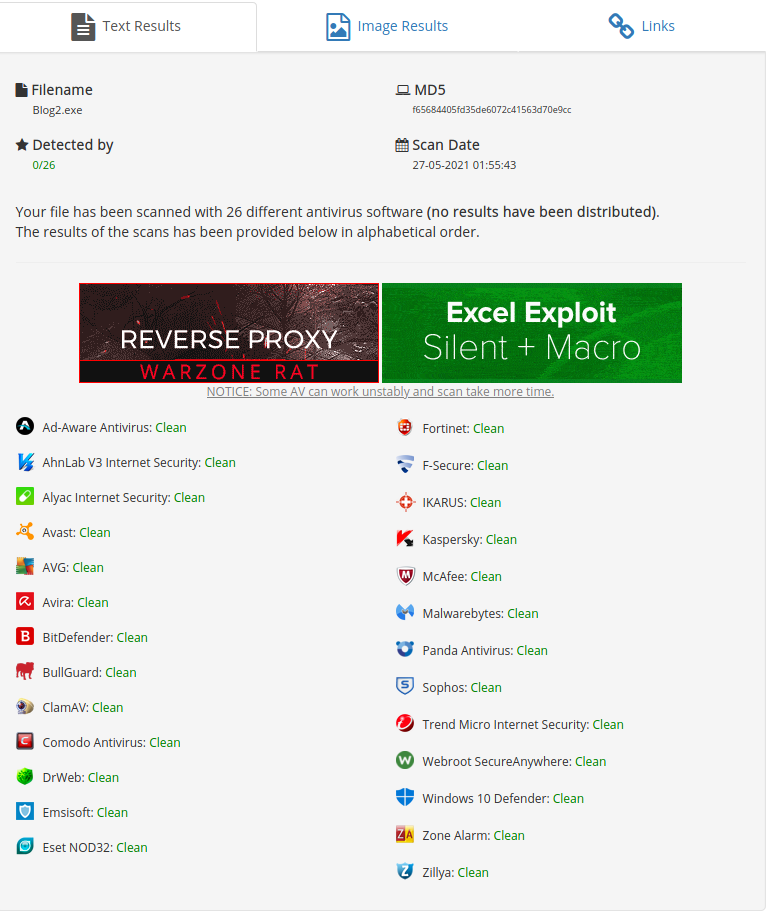 Text Results
Image Results
Links
Filename
Blog2.exe
MD5
f65684405fd35de6072c41563d70e9cc
Detected by
0/26
Scan Date
27-05-2021 01:55:43
Your file has been scanned with 26 different antivirus software (no results have been distributed).
The results of the scans has been provided below in alphabetical order.
REVERSE PROXY
WARZONE RAT
Excel Exploit
Silent + Macro
NOTICE: Some AV can work unstably and scan take more time.
Ad-Aware Antivirus: Clean
AhnLab V3 Internet Security: Clean
Alyac Internet Security: Clean
Avast: Clean
AVG: Clean
Avira: Clean
BitDefender: Clean
BullGuard: Clean
ClamAV: Clean
Comodo Antivirus: Clean
DrWeb: Clean
Emsisoft: Clean
Eset NOD32: Clean
Fortinet: Clean
F-Secure: Clean
IKARUS: Clean
Kaspersky: Clean
McAfee: Clean
Malwarebytes: Clean
Panda Antivirus: Clean
Sophos: Clean
Trend Micro Internet Security: Clean
Webroot SecureAnywhere: Clean
Windows 10 Defender: Clean
Zone Alarm: Clean
Zillya: Clean